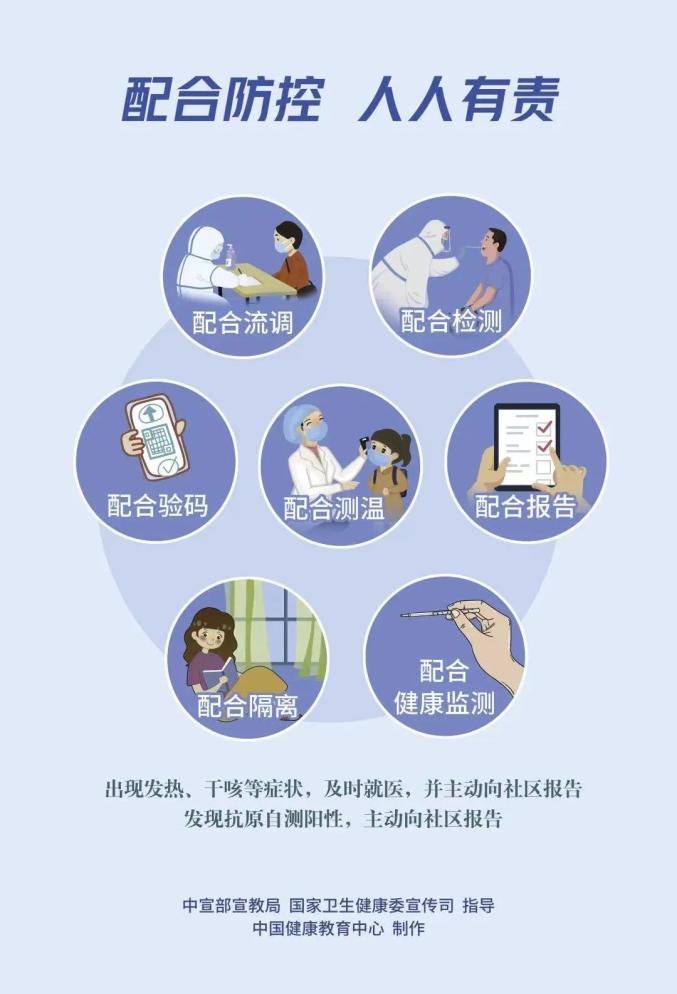 配合防控 人人有责
配合流调
配合检测
配合验码
配合测温
配合报告
配合隔离
配合
健康监测
出现发热、干咳等症状，及时就医，并主动向社区报告
发现抗原自测阳性，主动向社区报告
中宣部宣教局 国家卫生健康委宣传司 指导
中国健康教育中心 制作